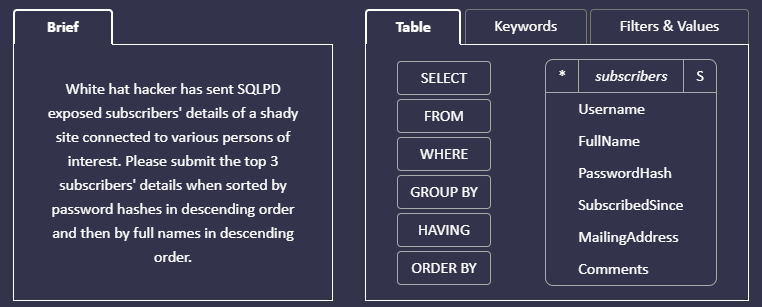 Brief
White hat hacker has sent SQLPD
exposed subscribers' details of a shady
site connected to various persons of
interest. Please submit the top 3
subscribers' details when sorted by
password hashes in descending order
and then by full names in descending
order.
Table
Keywords
Filters & Values
SELECT
FROM
WHERE
GROUP BY
HAVING
ORDER BY
* subscribers S
Username
FullName
PasswordHash
SubscribedSince
MailingAddress
Comments